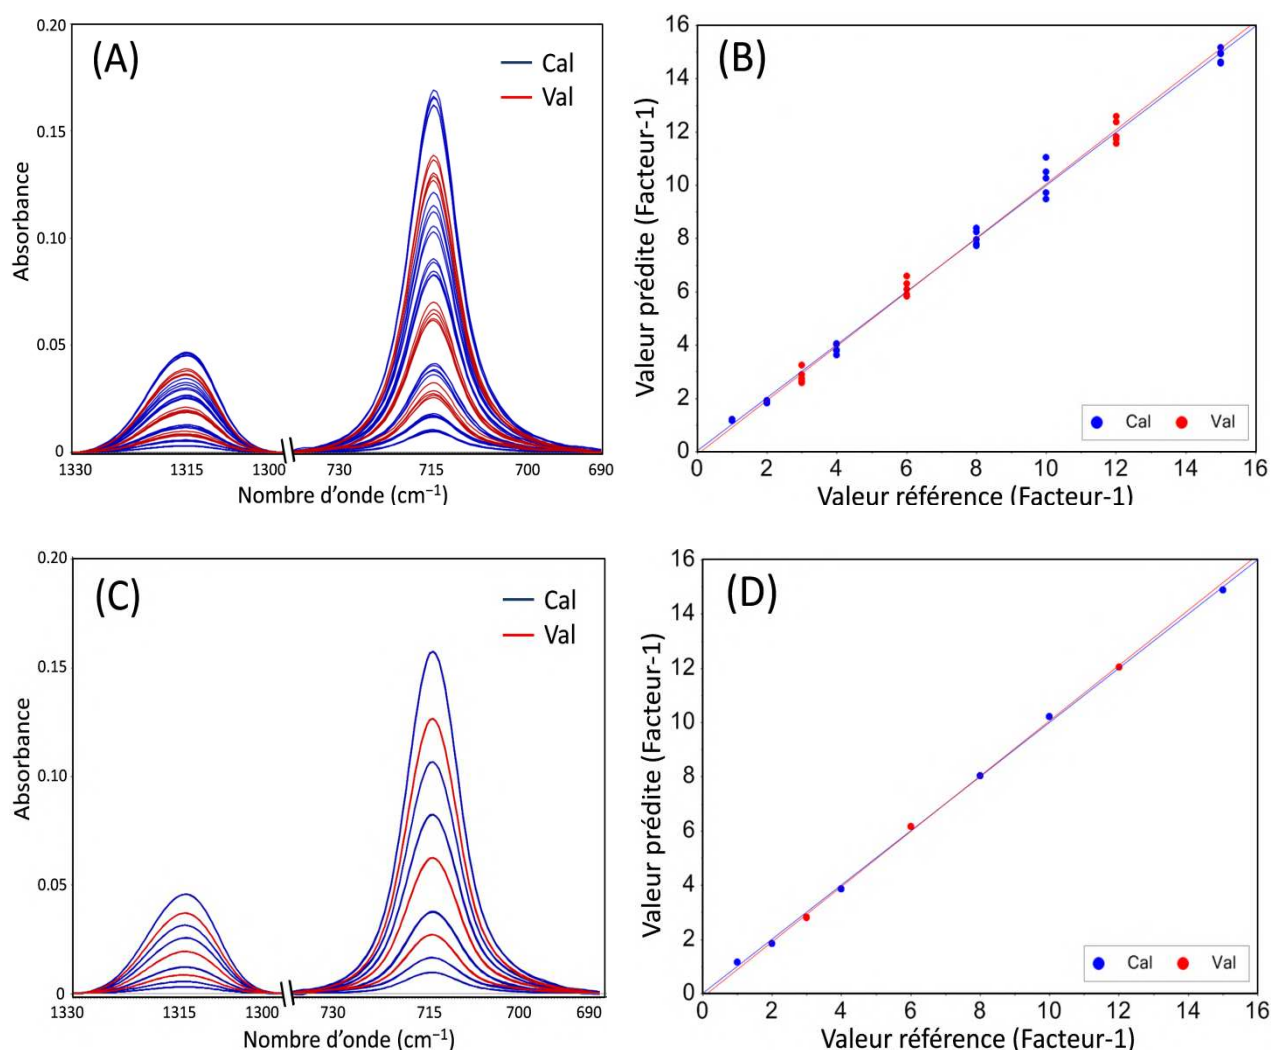 (A)
Cal
Val
0.20
0.15
0.10
0.05
0
Absorbance
1330 1315 1300 730 715 700 690
Nombre d'onde (cm⁻¹)
(B)
16
14
12
10
8
6
4
2
0
Valeur prédite (Facteur-1)
Cal Val
0 2 4 6 8 10 12 14 16
Valeur référence (Facteur-1)
(C)
Cal
Val
0.20
0.15
0.10
0.05
0
Absorbance
1330 1315 1300 730 715 700 690
Nombre d'onde (cm⁻¹)
(D)
16
14
12
10
8
6
4
2
0
Valeur prédite (Facteur-1)
Cal Val
0 2 4 6 8 10 12 14 16
Valeur référence (Facteur-1)